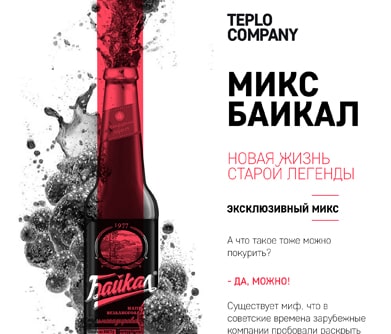 TEPLO
COMPANY
МИКС
БАЙКАЛ
НОВАЯ ЖИЗНЬ
СТАРОЙ ЛЕГЕНДЫ
ЭКСКЛЮЗИВНЫЙ МИКС
А что такое тоже можно
покурить?
- ДА, МОЖНО!
Существует миф, что в
советские времена зарубежные
компании пробовали раскрыть
1977
Байкал